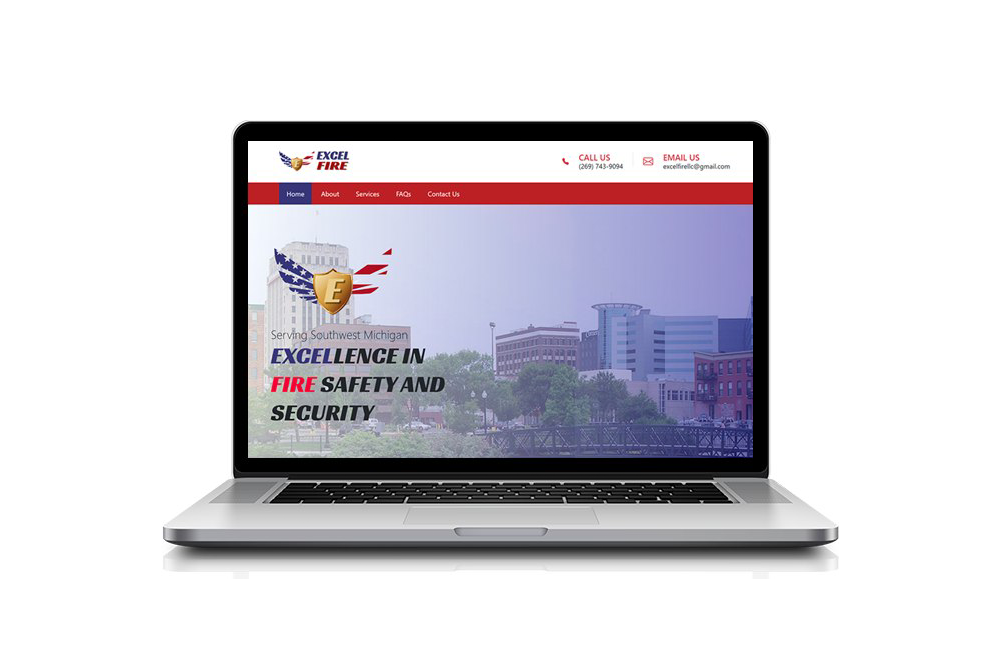 EXCEL
FIRE
CALL US
(269) 743-9094
EMAIL US
excelfirellc@gmail.com
Home About Services FAQs Contact Us
E
Serving Southwest Michigan
EXCELLENCE IN
FIRE SAFETY AND
SECURITY